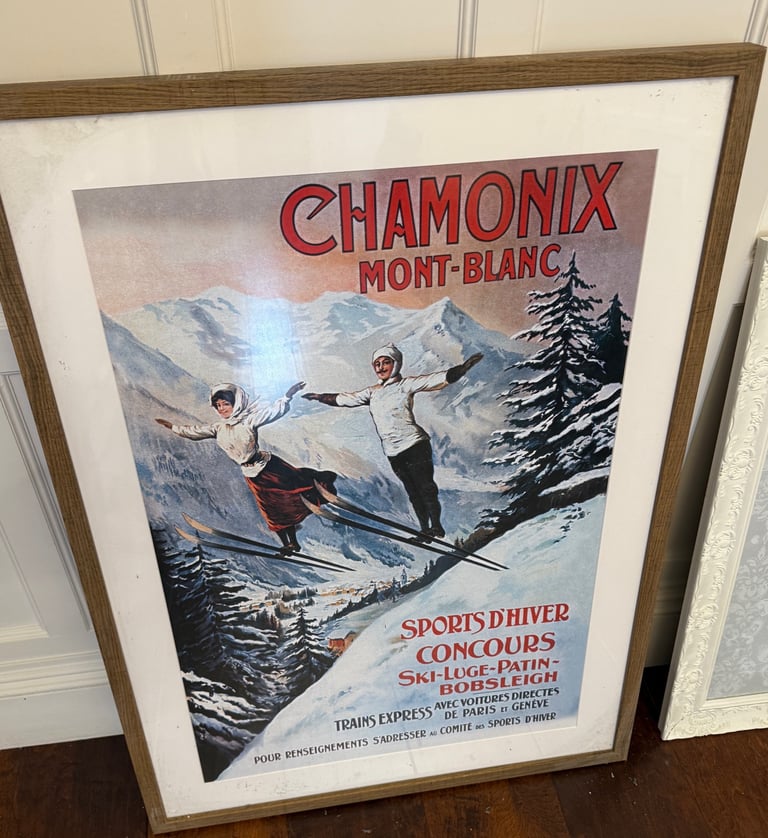 CHAMONIX
MONT-BLANC
SPORTS D'HIVER
CONCOURS
SKI-LUGE-PATIN-
BOBSLEIGH
TRAINS EXPRESS AVEC VOITURES DIRECTES
DE PARIS ET GENÈVE
POUR RENSEIGNEMENTS S'ADRESSER AU COMITÉ DES SPORTS D'HIVER